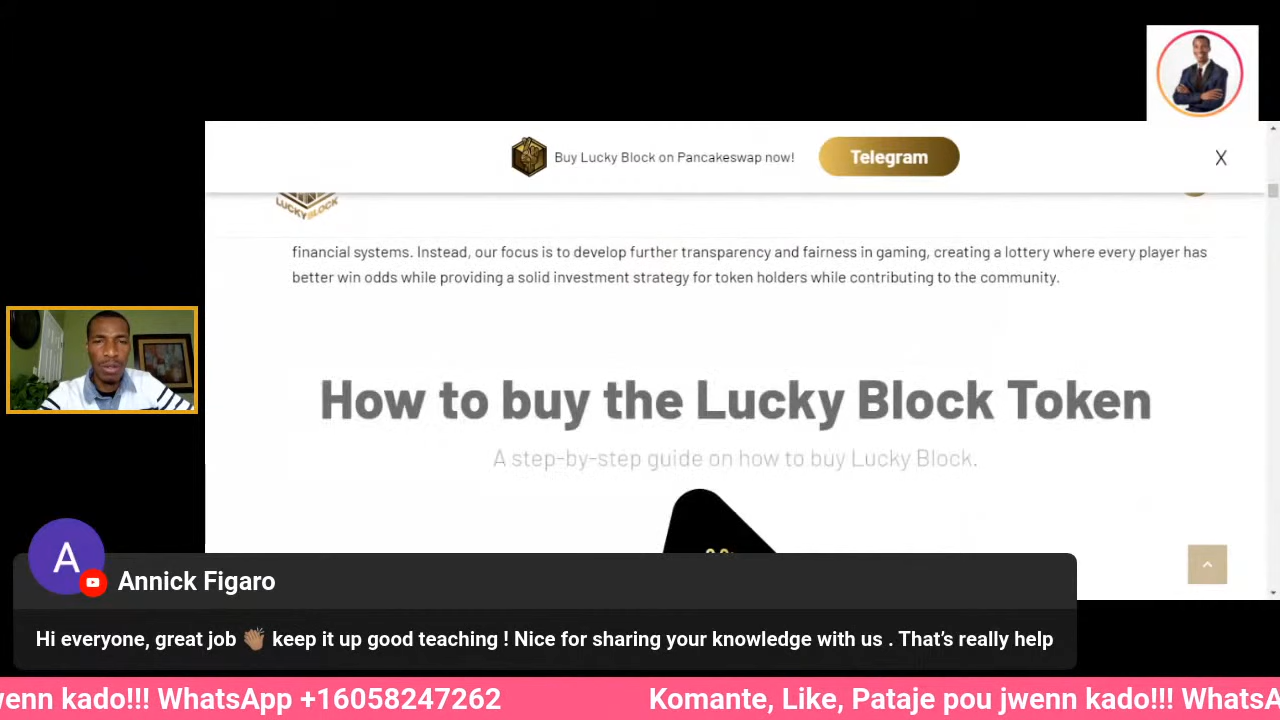 Buy Lucky Block on Pancakeswap now!
Telegram
X
LUCKYBLOCK
financial systems. Instead, our focus is to develop further transparency and fairness in gaming, creating a lottery where every player has
better win odds while providing a solid investment strategy for token holders while contributing to the community.
How to buy the Lucky Block Token
A step-by-step guide on how to buy Lucky Block.
A
Annick Figaro
Hi everyone, great job 👏🏽 keep it up good teaching ! Nice for sharing your knowledge with us . That’s really help
wenn kado!!! WhatsApp +16058247262 Komante, Like, Pataje pou jwenn kado!!! WhatsA